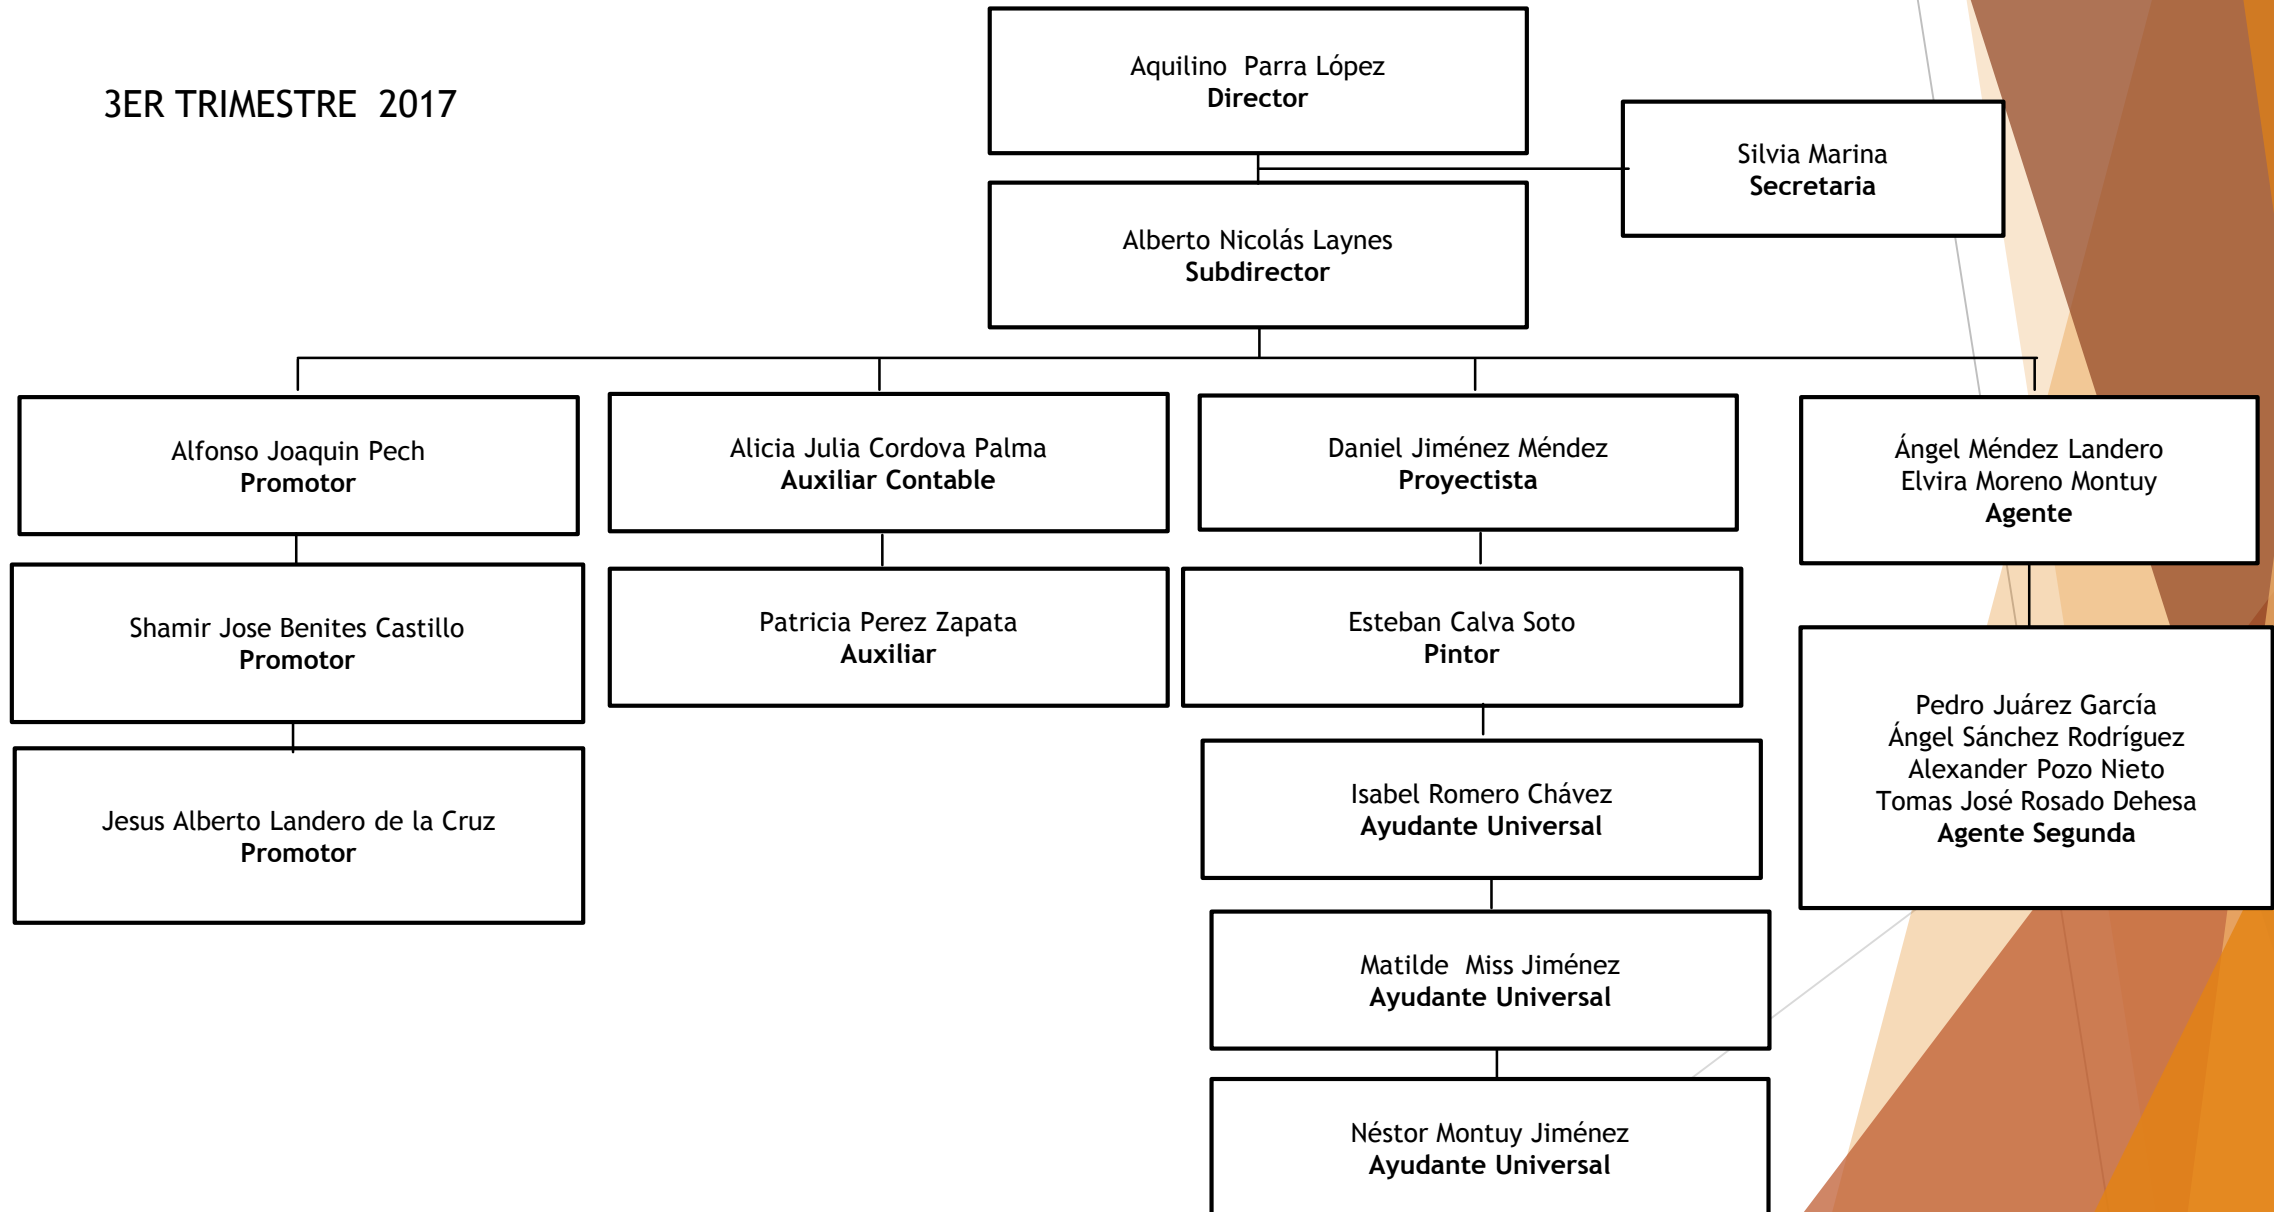 3ER TRIMESTRE  2017
Aquilino  Parra López
Director
Silvia Marina
Secretaria
Alberto Nicolás Laynes
Subdirector
Alfonso Joaquin Pech
Promotor
Alicia Julia Cordova Palma
Auxiliar Contable
Daniel Jiménez Méndez
Proyectista
Ángel Méndez Landero
Elvira Moreno Montuy
Agente
Shamir Jose Benites Castillo
Promotor
Patricia Perez Zapata
Auxiliar
Esteban Calva Soto
Pintor
Pedro Juárez García
Ángel Sánchez Rodríguez
Alexander Pozo Nieto
Tomas José Rosado Dehesa
Agente Segunda
Jesus Alberto Landero de la Cruz
Promotor
Isabel Romero Chávez
Ayudante Universal
Matilde  Miss Jiménez
Ayudante Universal
Néstor Montuy Jiménez
Ayudante Universal